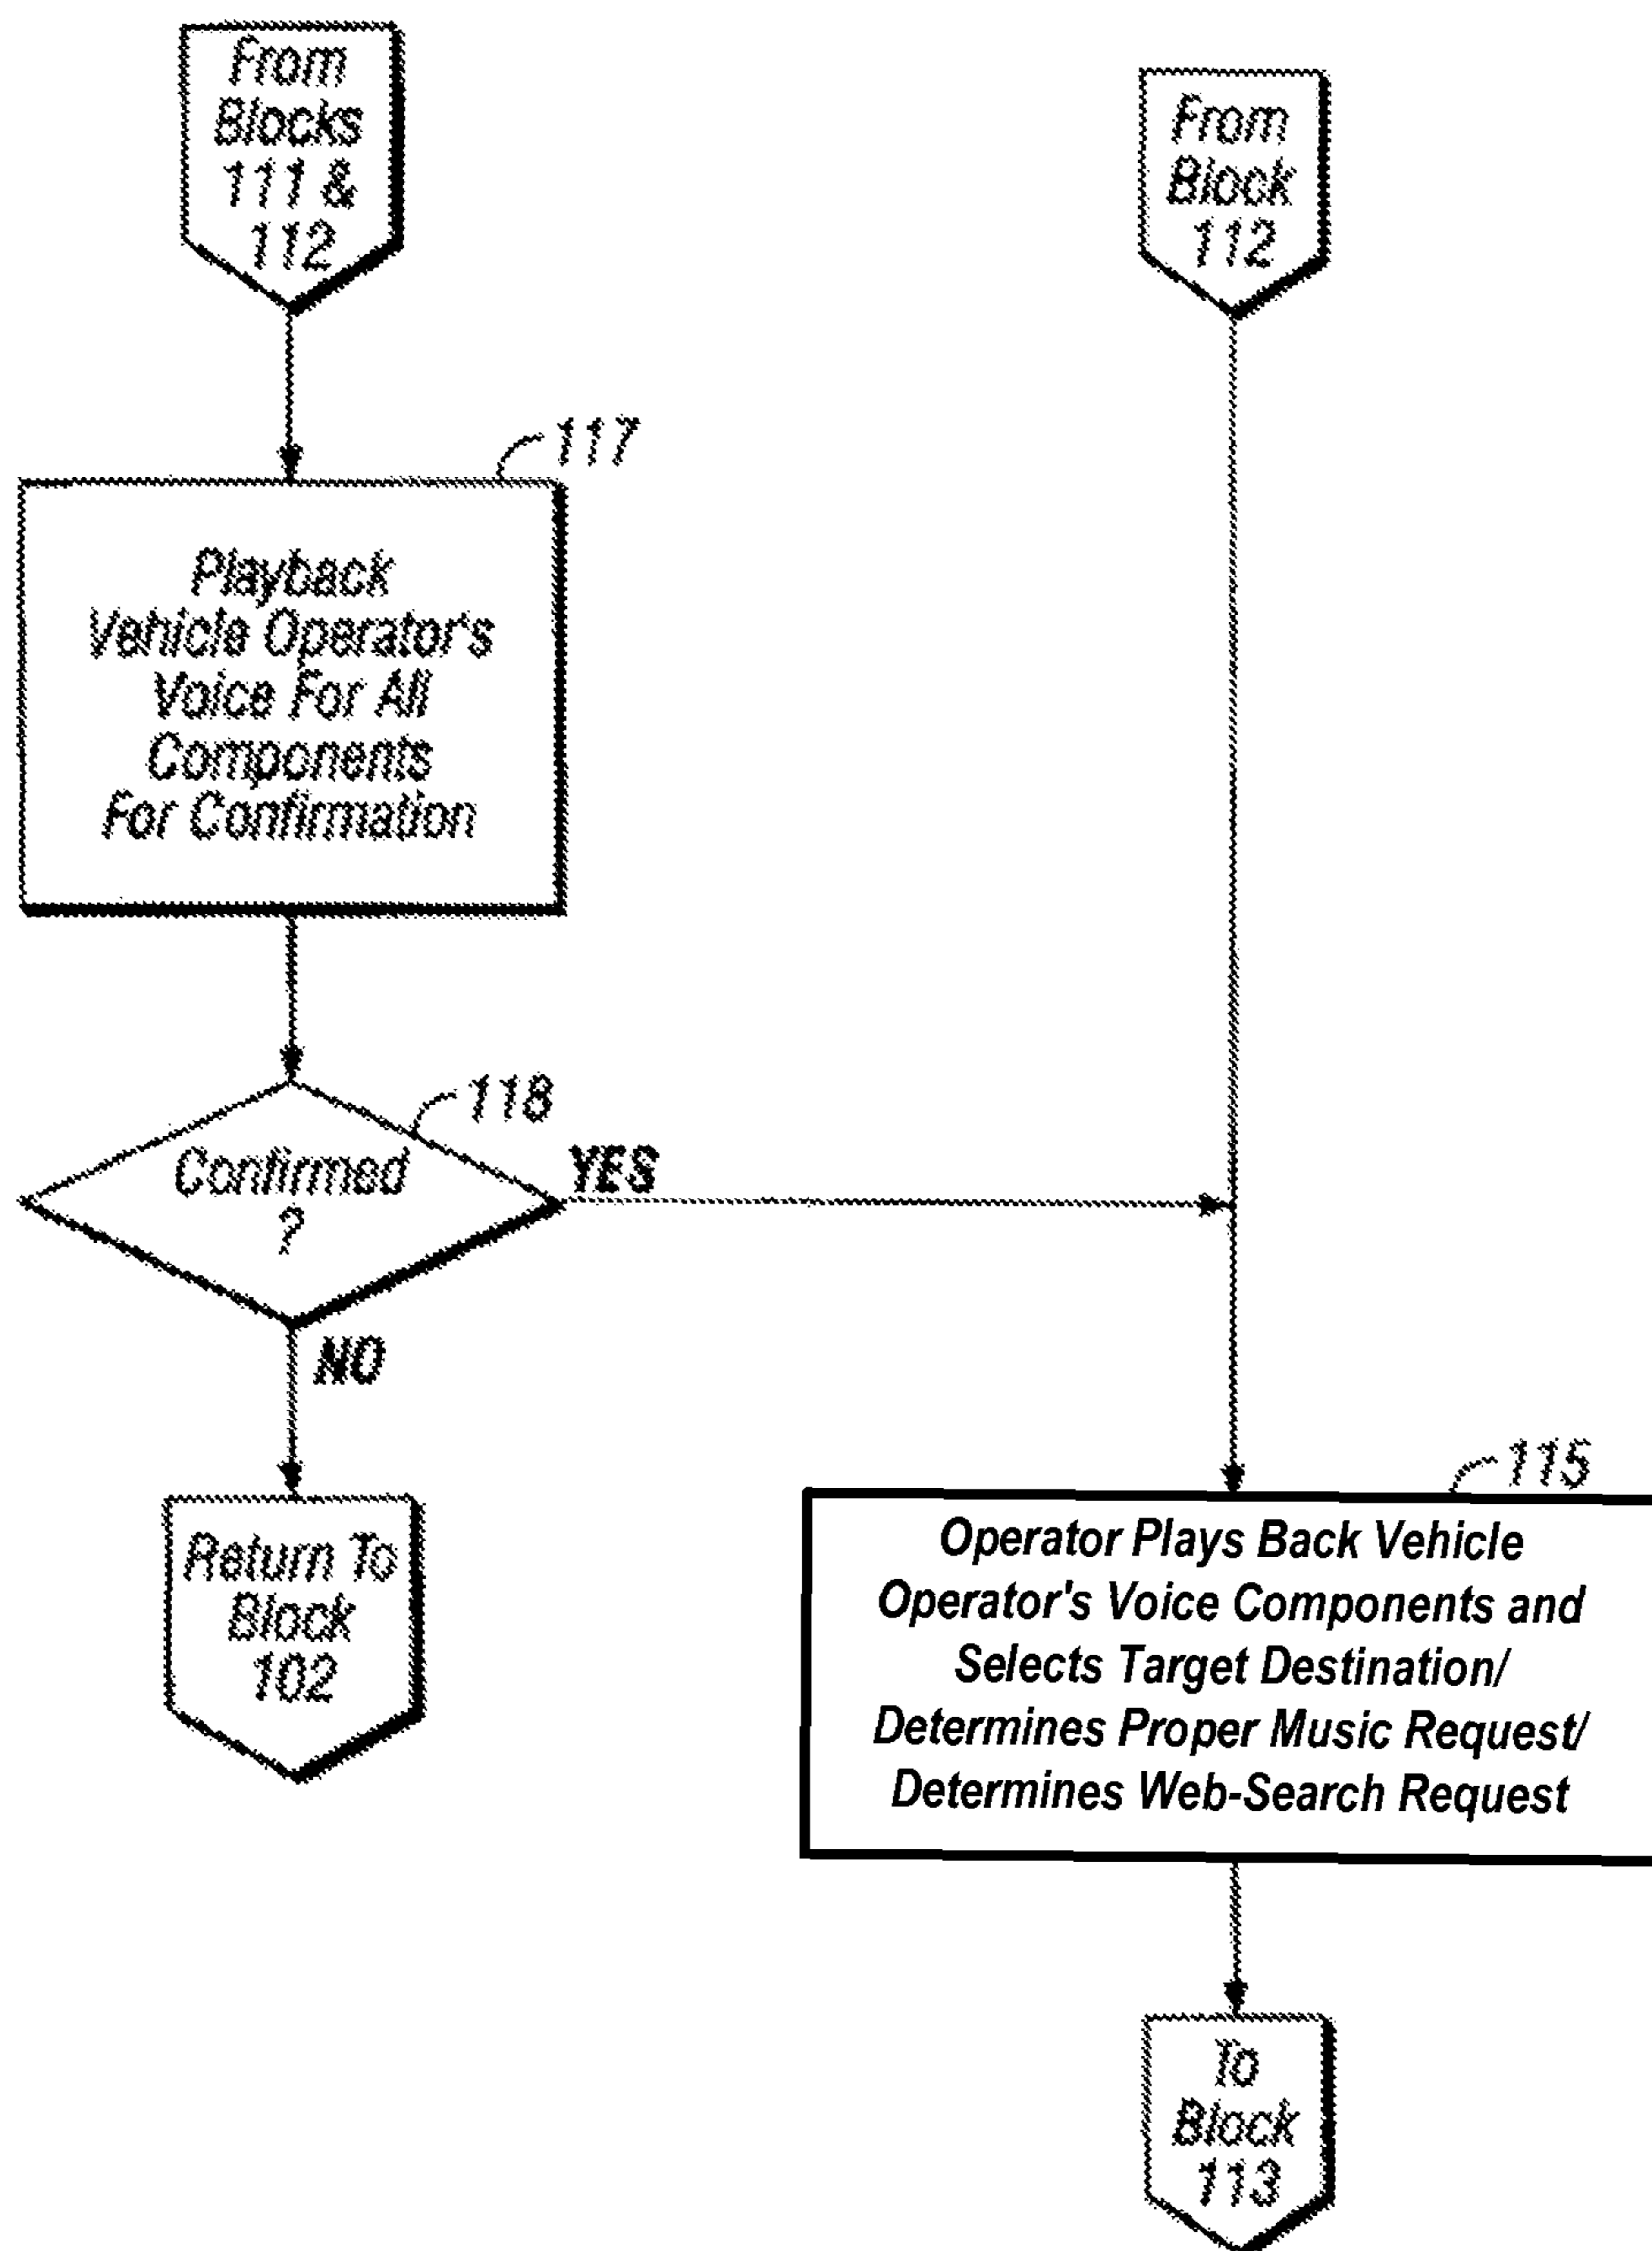 From
Blocks
111 &
112
From
Block
112
117
Playback
Vehicle Operator's
Voice For All
Components
For Confirmation
118
Confirmed
?
YES
NO
Return To
Block
102
115
Operator Plays Back Vehicle
Operator's Voice Components and
Selects Target Destination/
Determines Proper Music Request/
Determines Web-Search Request
To
Block
113